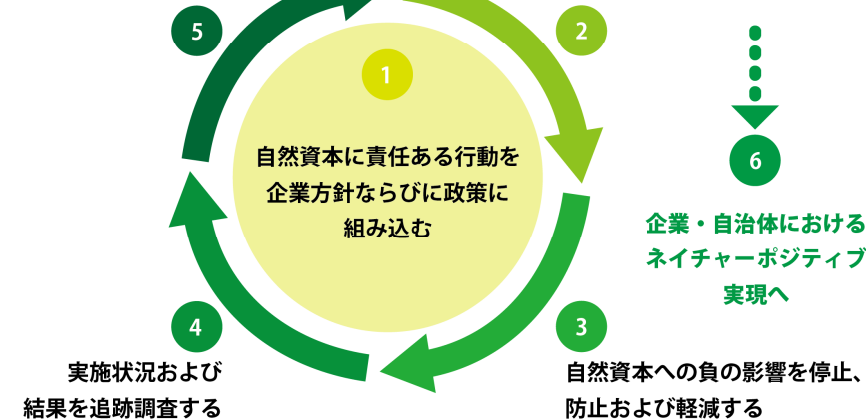 5
2
1
自然資本に責任ある行動を
企業方針ならびに政策に
組み込む
6
企業・自治体における
ネイチャーポジティブ
実現へ
4
実施状況および
結果を追跡調査する
3
自然資本への負の影響を停止、
防止および軽減する